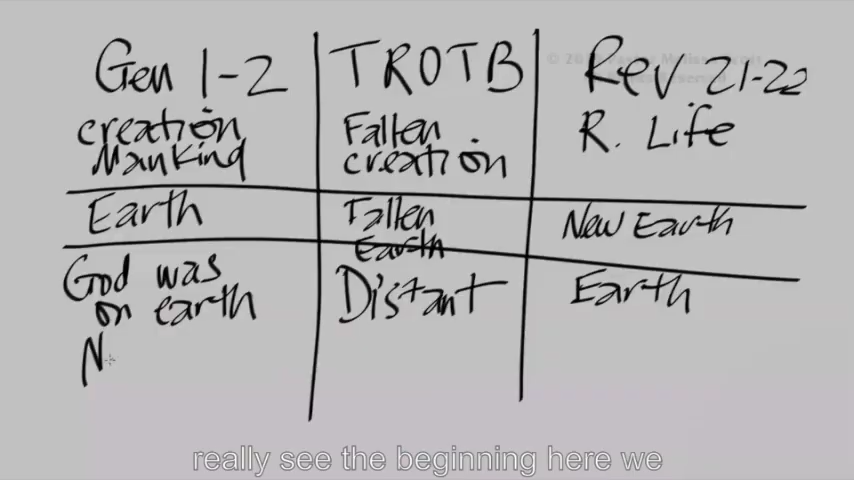 Gen 1-2
TROTB
Rev 21-22
creation
Mankind
Fallen
creation
R. Life
Earth
Fallen
Earth
New Earth
God was
on earth
Distant
Earth
N
really see the beginning here we